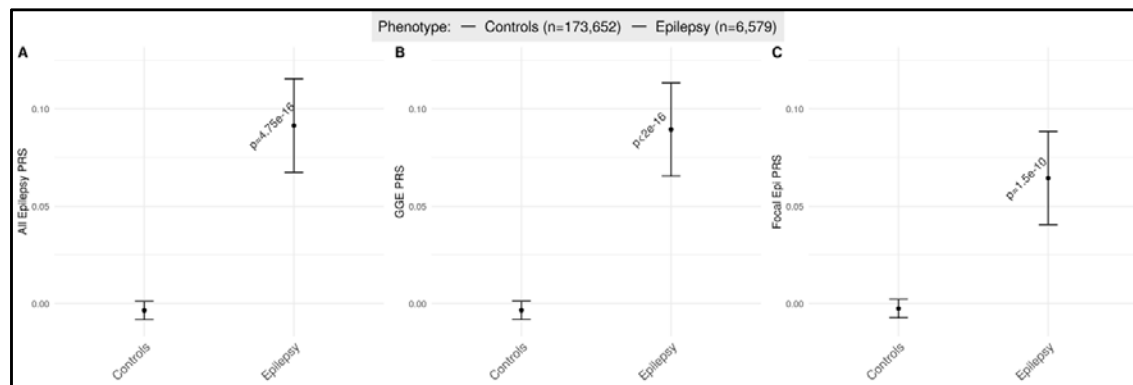 Phenotype: — Controls (n=173,652) — Epilepsy (n=6,579)
A
All Epilepsy PRS
0.10
0.05
0.00
p=4.75e-16
Controls
Epilepsy
B
GGE PRS
0.10
0.05
0.00
p<2e-16
Controls
Epilepsy
C
Focal Epi PRS
0.10
0.05
0.00
p=1.5e-10
Controls
Epilepsy